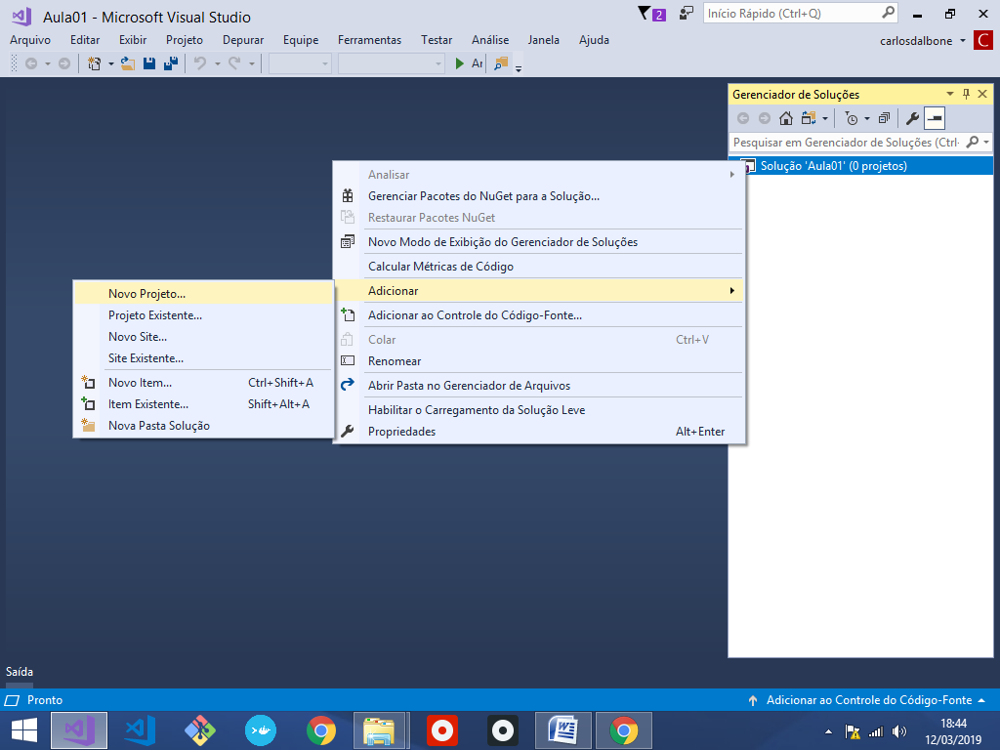 Aula01 - Microsoft Visual Studio
2
Início Rápido (Ctrl+Q)
Arquivo Editar Exibir Projeto Depurar Equipe Ferramentas Testar Análise Janela Ajuda
carlosdalbone
C
Gerenciador de Soluções
Pesquisar em Gerenciador de Soluções (Ctrl-
Solução 'Aula01' (0 projetos)
Analisar
Gerenciar Pacotes do NuGet para a Solução...
Restaurar Pacotes NuGet
Novo Modo de Exibição do Gerenciador de Soluções
Calcular Métricas de Código
Adicionar
Adicionar ao Controle do Código-Fonte...
Colar Ctrl+V
Renomear
Abrir Pasta no Gerenciador de Arquivos
Habilitar o Carregamento da Solução Leve
Propriedades Alt+Enter
Novo Projeto...
Projeto Existente...
Novo Site...
Site Existente...
Novo Item... Ctrl+Shift+A
Item Existente... Shift+Alt+A
Nova Pasta Solução
Saída
Pronto
Adicionar ao Controle do Código-Fonte
18:44
12/03/2019